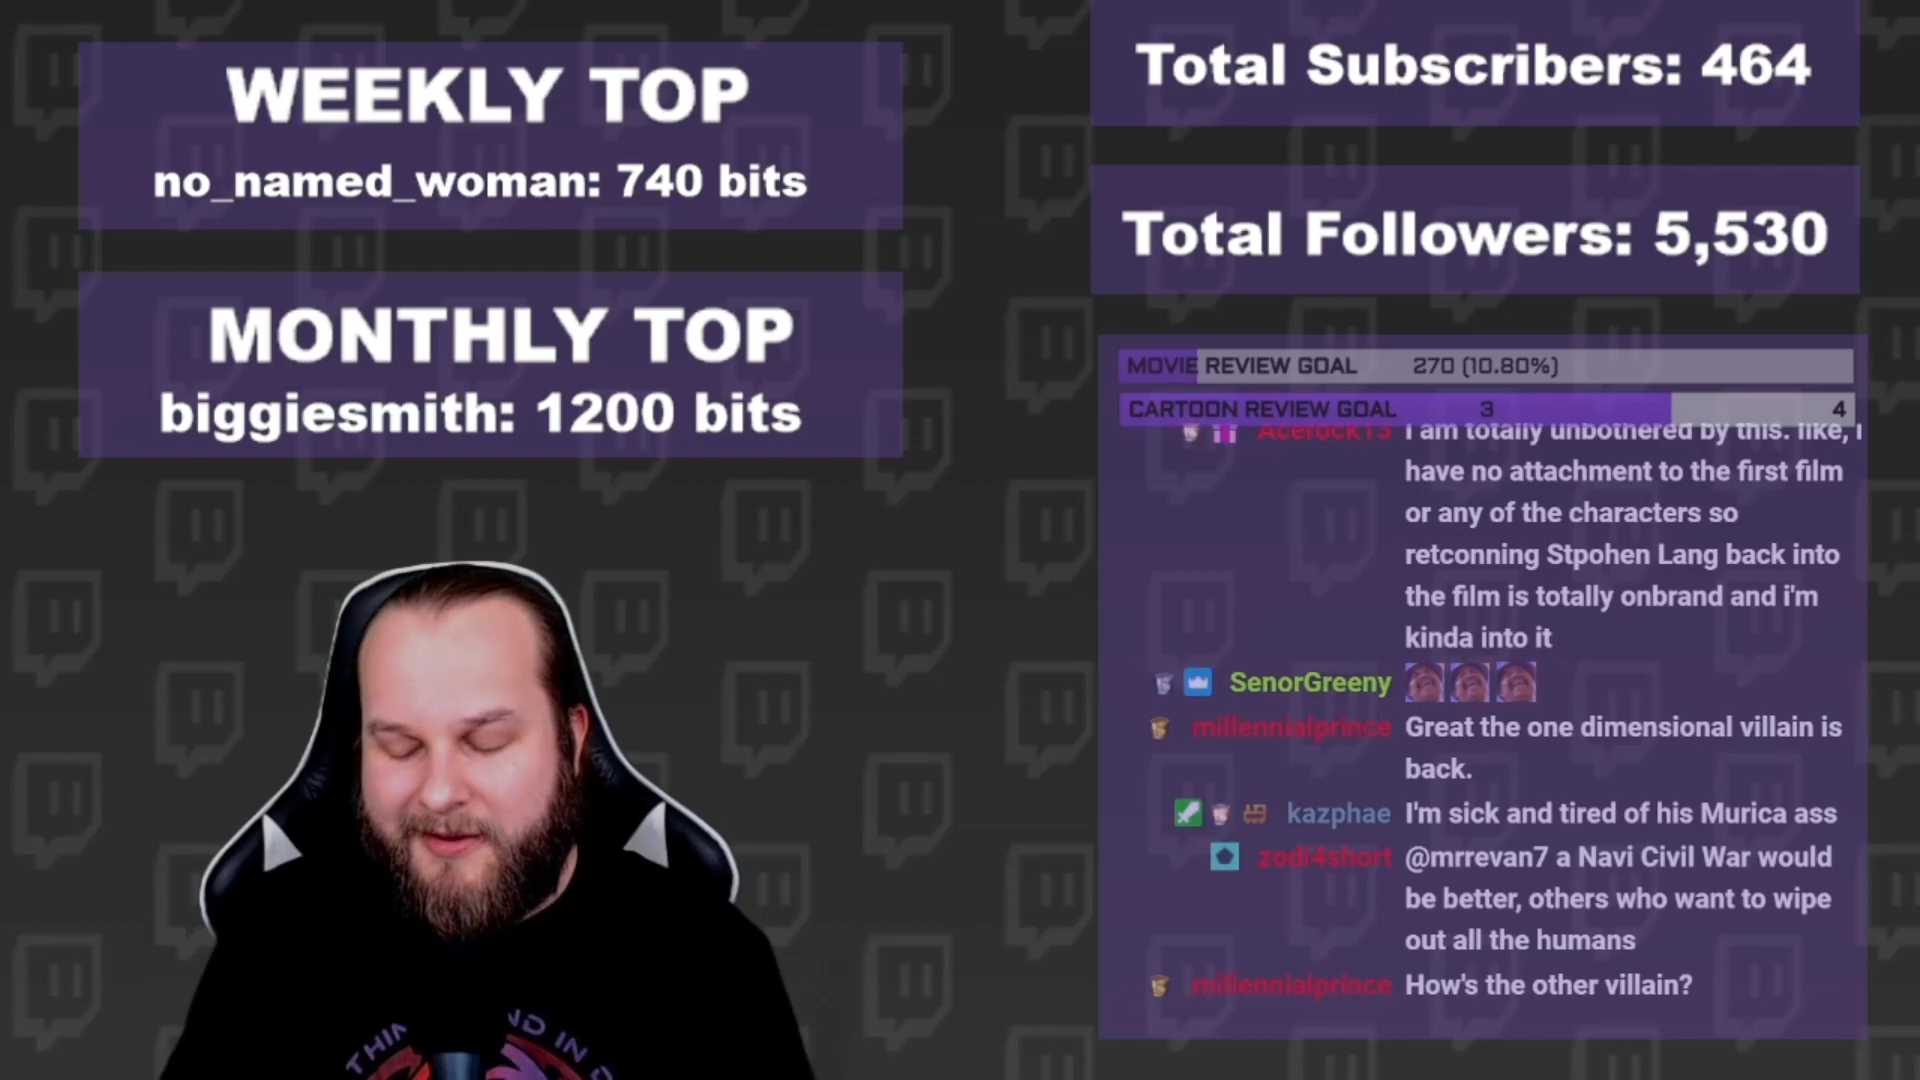 WEEKLY TOP
no_named_woman: 740 bits
MONTHLY TOP
biggiesmith: 1200 bits
Total Subscribers: 464
Total Followers: 5,530
MOVIE REVIEW GOAL 270 (10.80%)
CARTOON REVIEW GOAL 3 4
Acerock13 I am totally unbothered by this. like, I
have no attachment to the first film
or any of the characters so
retconning Stpohen Lang back into
the film is totally onbrand and i'm
kinda into it
SenorGreeny
millennialprince Great the one dimensional villain is
back.
kazphae I'm sick and tired of his Murica ass
zodi4short @mrrevan7 a Navi Civil War would
be better, others who want to wipe
out all the humans
millennialprince How's the other villain?
THIN
ND IN